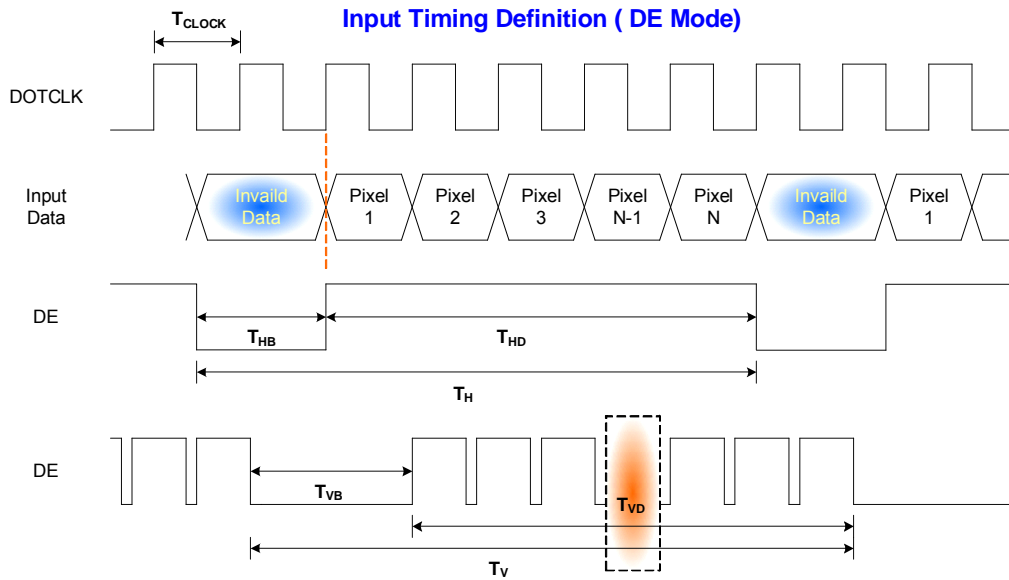 Input Timing Definition ( DE Mode)
TCLOCK
DOTCLK
Input
Data
Invaild
Data
Pixel
1
Pixel
2
Pixel
3
Pixel
N-1
Pixel
N
Invaild
Data
Pixel
1
DE
THB
THD
TH
DE
TVB
TVD
TV